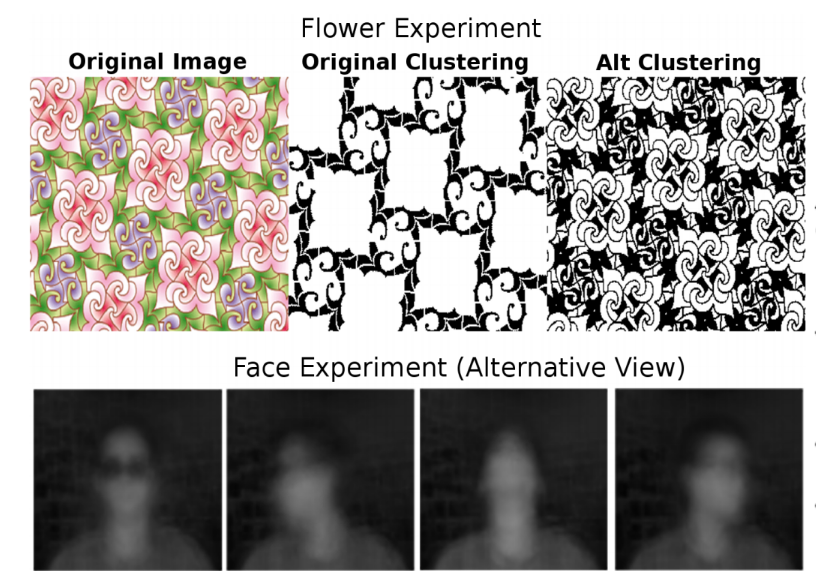 Flower Experiment
Original Image Original Clustering Alt Clustering
Face Experiment (Alternative View)